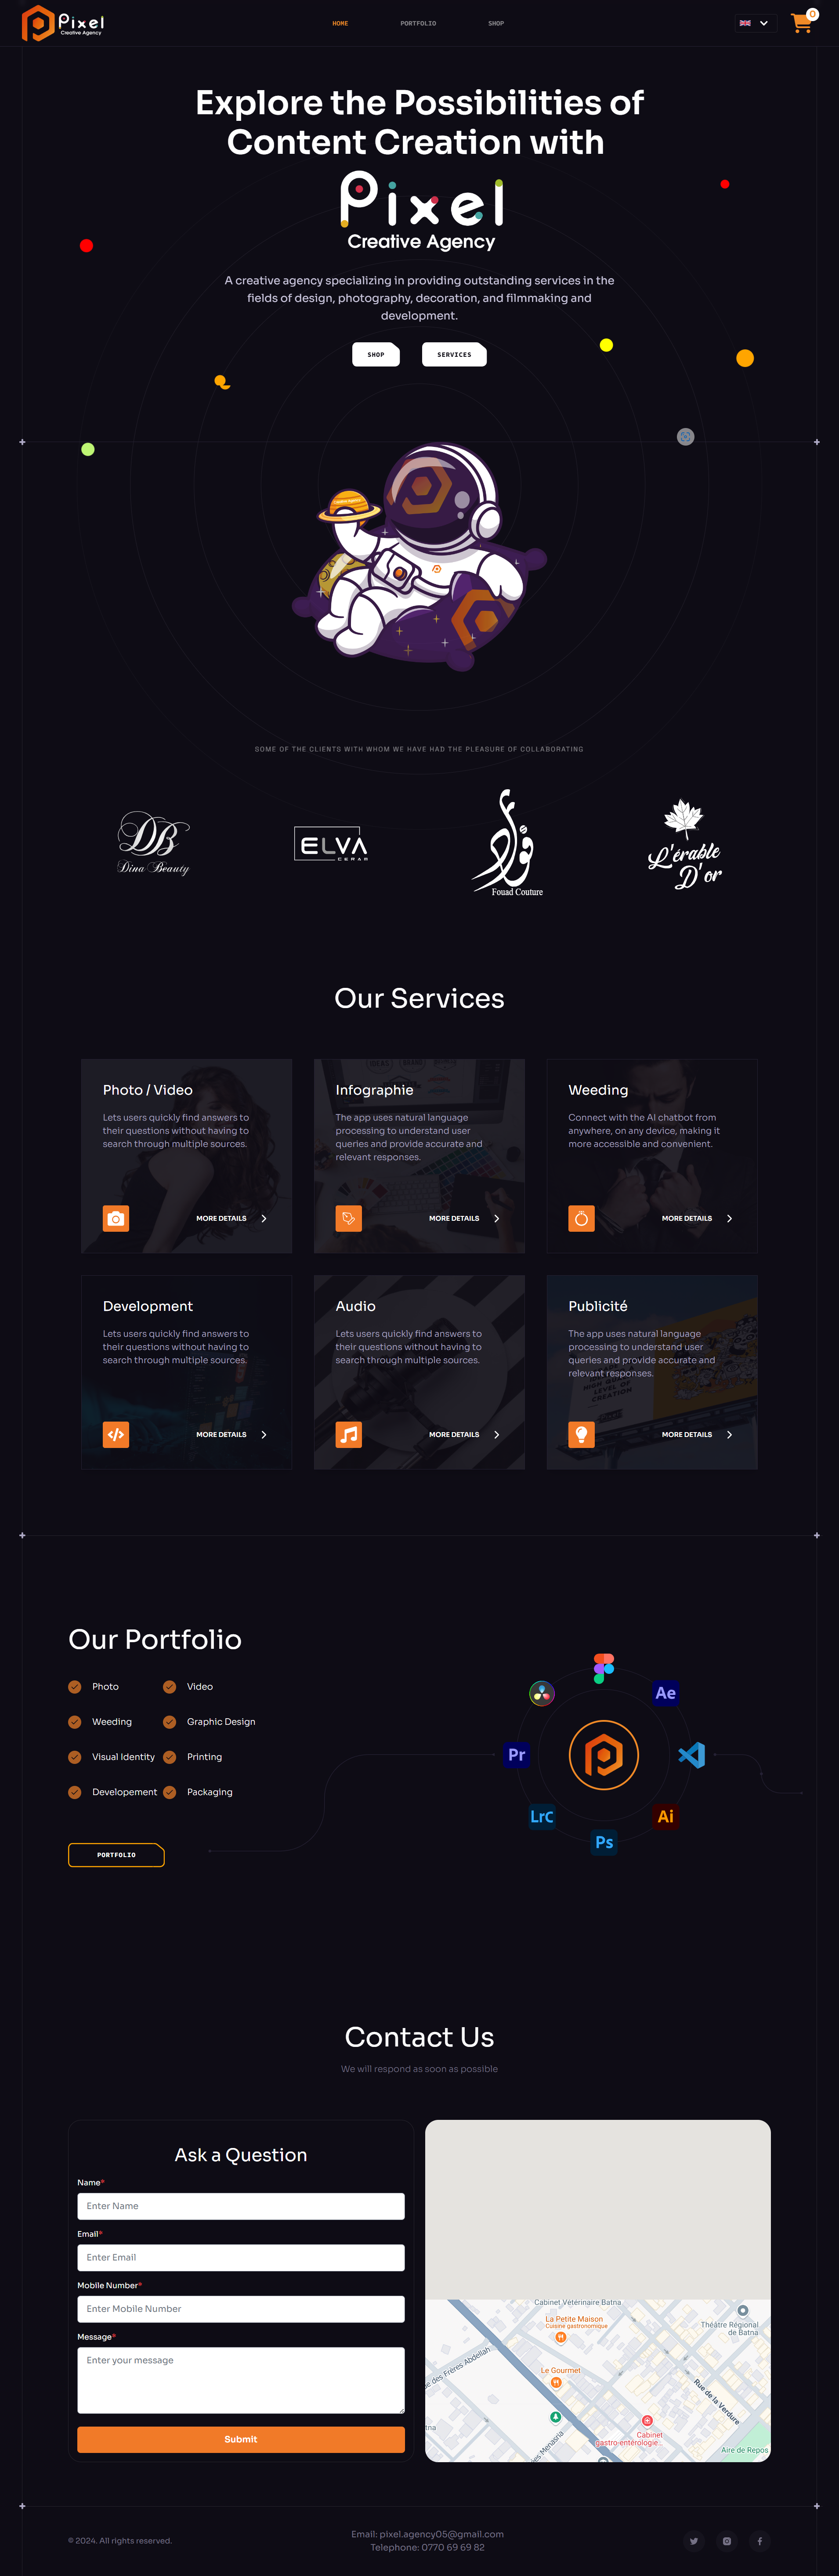 Pixel
Creative Agency
HOME
PORTFOLIO
SHOP
0
Explore the Possibilities of
Content Creation with
Pixel
Creative Agency
A creative agency specializing in providing outstanding services in the
fields of design, photography, decoration, and filmmaking and
development.
SHOP
SERVICES
SOME OF THE CLIENTS WITH WHOM WE HAVE HAD THE PLEASURE OF COLLABORATING
DB
Dina Beauty
ELVA
CERAM
Fouad Couture
L'érable
D'or
Our Services
Photo / Video
Lets users quickly find answers to
their questions without having to
search through multiple sources.
MORE DETAILS
Infographie
The app uses natural language
processing to understand user
queries and provide accurate and
relevant responses.
MORE DETAILS
Weeding
Connect with the AI chatbot from
anywhere, on any device, making it
more accessible and convenient.
MORE DETAILS
Development
Lets users quickly find answers to
their questions without having to
search through multiple sources.
MORE DETAILS
Audio
Lets users quickly find answers to
their questions without having to
search through multiple sources.
MORE DETAILS
Publicité
The app uses natural language
processing to understand user
queries and provide accurate and
relevant responses.
MORE DETAILS
Our Portfolio
Photo
Video
Weeding
Graphic Design
Visual Identity
Printing
Developement
Packaging
PORTFOLIO
Ae
Pr
LrC
Ai
Ps
Contact Us
We will respond as soon as possible
Ask a Question
Name*
Enter Name
Email*
Enter Email
Mobile Number*
Enter Mobile Number
Message*
Enter your message
Submit
Cabinet Vétérinaire Batna
La Petite Maison
Cuisine gastronomique
Théâtre Régional
de Batna
ue des Frères Abdellah
Le Gourmet
Rue de la Verdure
tna
Cabinet
gastro-entérologie...
Aire de Repos
© 2024. All rights reserved.
Email: pixel.agency05@gmail.com
Telephone: 0770 69 69 82